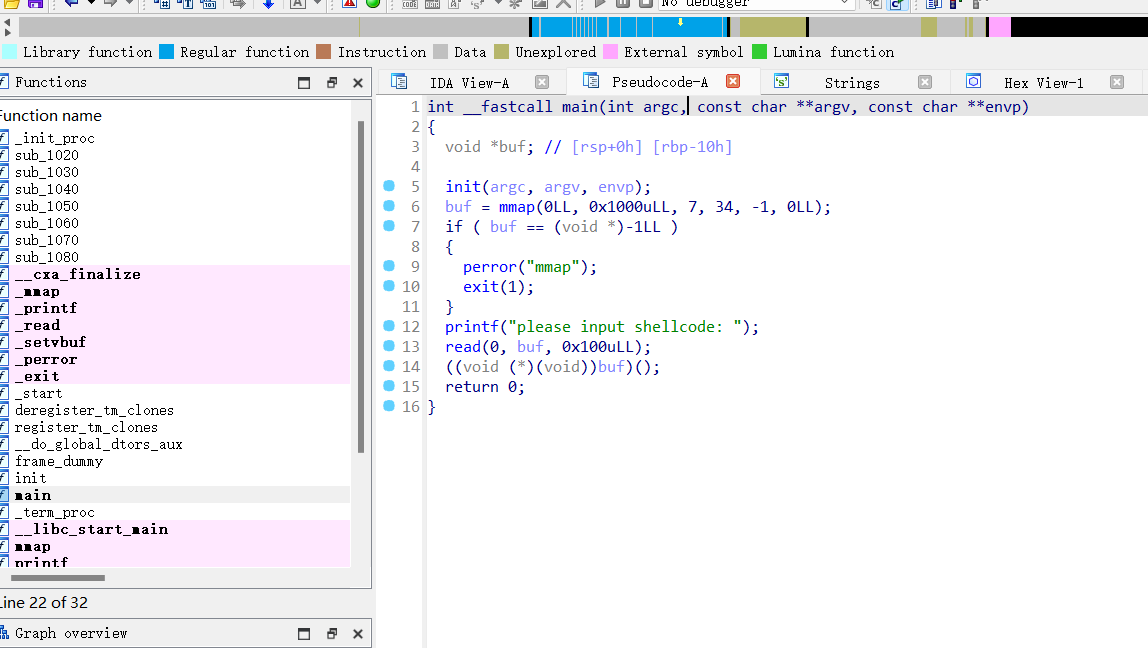 No debugger
Library function Regular function Instruction Data Unexplored External symbol Lumina function
Functions
Function name
_init_proc
sub_1020
sub_1030
sub_1040
sub_1050
sub_1060
sub_1070
sub_1080
__cxa_finalize
_mmap
_printf
_read
_setvbuf
_perror
_exit
_start
deregister_tm_clones
register_tm_clones
__do_global_dtors_aux
frame_dummy
init
main
_term_proc
__libc_start_main
mmap
printf
Line 22 of 32
Graph overview
IDA View-A Pseudocode-A Strings Hex View-1
1 int __fastcall main(int argc, const char **argv, const char **envp)
2 {
3 void *buf; // [rsp+0h] [rbp-10h]
4
5 init(argc, argv, envp);
6 buf = mmap(0LL, 0x1000uLL, 7, 34, -1, 0LL);
7 if ( buf == (void *)-1LL )
8 {
9 perror("mmap");
10 exit(1);
11 }
12 printf("please input shellcode: ");
13 read(0, buf, 0x100uLL);
14 ((void (*)(void))buf)();
15 return 0;
16 }